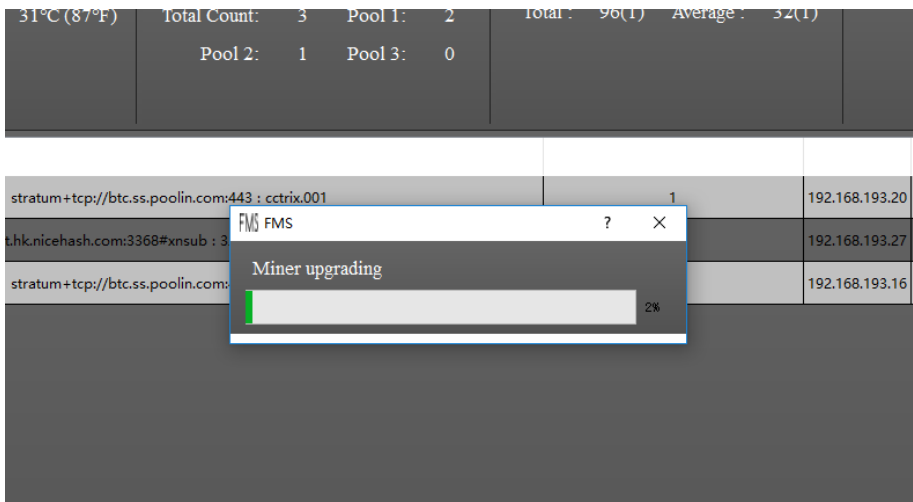 31°C (87°F) Total Count: 3 Pool 1: 2 Total : 96(T) Average : 32(T)
Pool 2: 1 Pool 3: 0
stratum+tcp://btc.ss.poolin.com:443 : cctrix.001 1 192.168.193.20
t.hk.nicehash.com:3368#xnsub : 3 192.168.193.27
stratum+tcp://btc.ss.poolin.com: 192.168.193.16
FMS FMS ? ×
Miner upgrading
2%